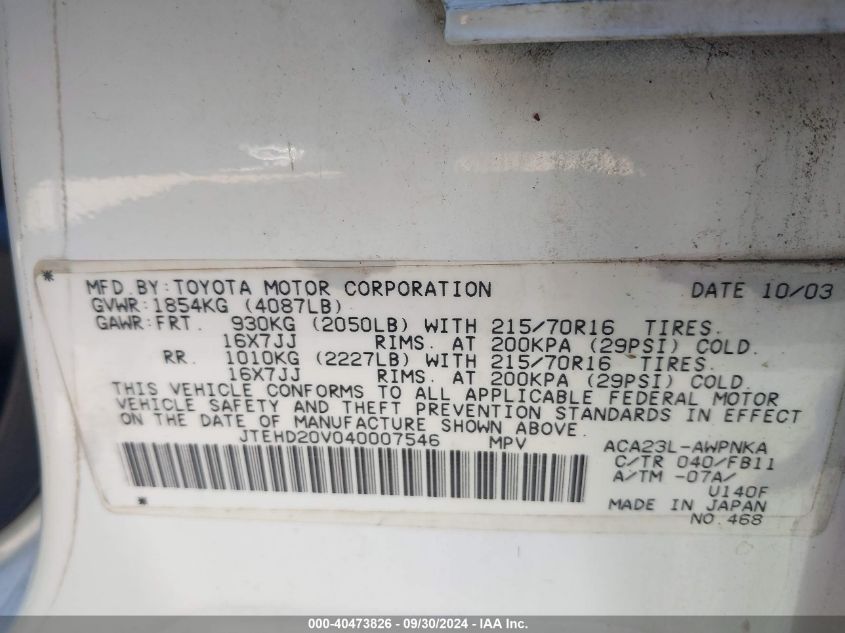 MFD.BY:TOYOTA MOTOR CORPORATION DATE 10/03
GVWR:1854KG (4087LB)
GAWR:FRT. 930KG (2050LB) WITH 215/70R16 TIRES.
16X7JJ RIMS. AT 200KPA (29PSI) COLD.
RR. 1010KG (2227LB) WITH 215/70R16 TIRES.
16X7JJ RIMS. AT 200KPA (29PSI) COLD.
THIS VEHICLE CONFORMS TO ALL APPLICABLE FEDERAL MOTOR
VEHICLE SAFETY AND THEFT PREVENTION STANDARDS IN EFFECT
ON THE DATE OF MANUFACTURE SHOWN ABOVE.
JTEHD20V040007546 MPV ACA23L-AWPNKA
C/TR 040/FB11
A/TM -07A/
U140F
MADE IN JAPAN
NO.468
000-40473826 - 09/30/2024 - IAA Inc.